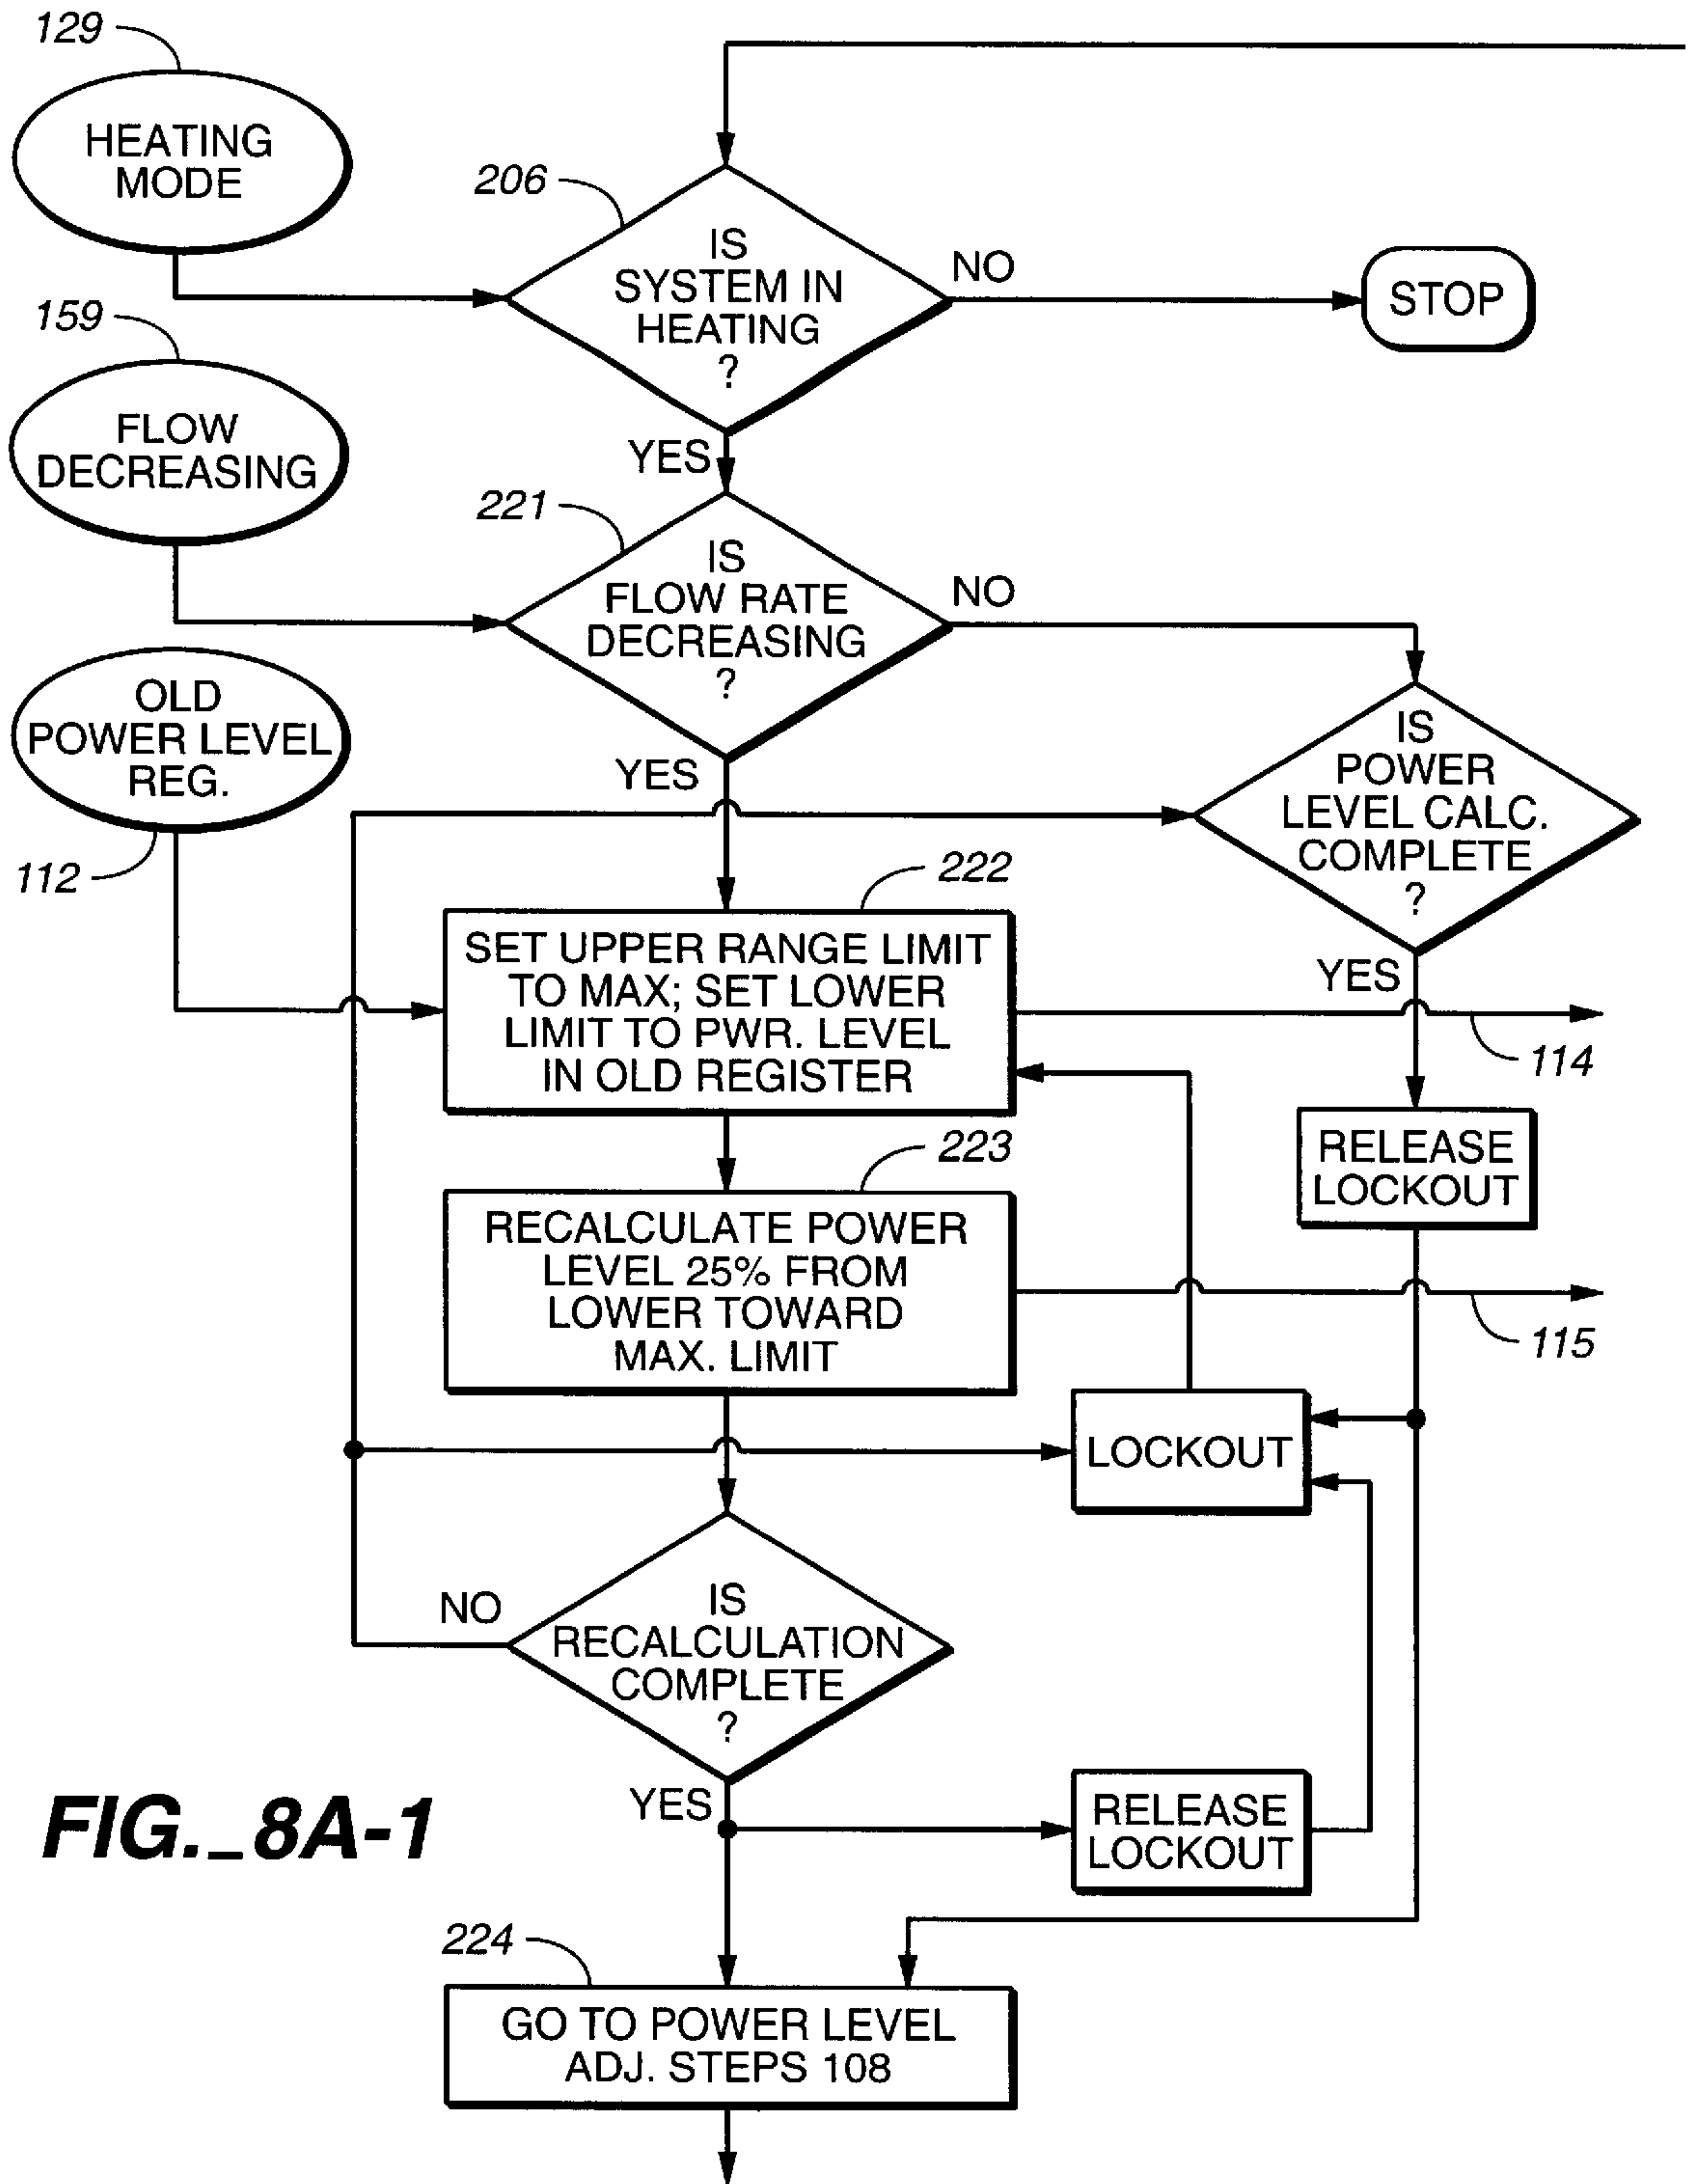 129
HEATING
MODE
206
IS
SYSTEM IN
HEATING
?
NO
STOP
YES
159
FLOW
DECREASING
221
IS
FLOW RATE
DECREASING
?
NO
YES
OLD
POWER LEVEL
REG.
112
IS
POWER
LEVEL CALC.
COMPLETE
?
YES
222
SET UPPER RANGE LIMIT
TO MAX; SET LOWER
LIMIT TO PWR. LEVEL
IN OLD REGISTER
114
RELEASE
LOCKOUT
223
RECALCULATE POWER
LEVEL 25% FROM
LOWER TOWARD
MAX. LIMIT
115
LOCKOUT
NO
IS
RECALCULATION
COMPLETE
?
YES
RELEASE
LOCKOUT
FIG._8A-1
224
GO TO POWER LEVEL
ADJ. STEPS 108